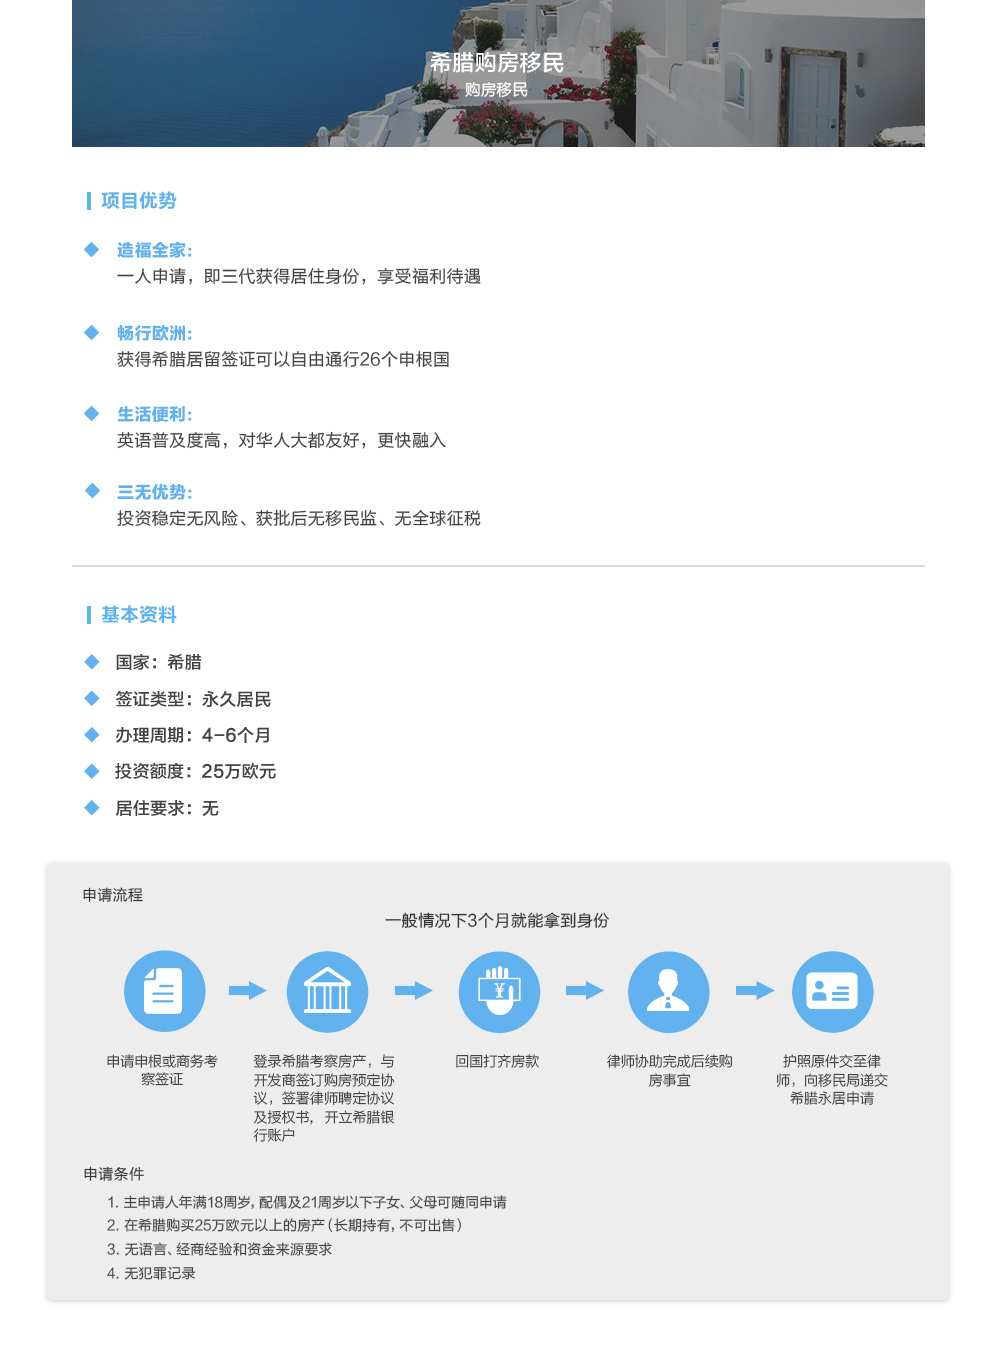 希腊购房移民
购房移民
项目优势
造福全家：
一人申请，即三代获得居住身份，享受福利待遇
畅行欧洲：
获得希腊居留签证可以自由通行26个申根国
生活便利：
英语普及度高，对华人大都友好，更快融入
三无优势：
投资稳定无风险、获批后无移民监、无全球征税
基本资料
国家：希腊
签证类型：永久居民
办理周期：4-6个月
投资额度：25万欧元
居住要求：无
申请流程
一般情况下3个月就能拿到身份
¥
申请申根或商务考
察签证
登录希腊考察房产，与
开发商签订购房预定协
议，签署律师聘定协议
及授权书， 开立希腊银
行账户
回国打齐房款
律师协助完成后续购
房事宜
护照原件交至律
师，向移民局递交
希腊永居申请
申请条件
1. 主申请人年满18周岁，配偶及21周岁以下子女、父母可随同申请
2. 在希腊购买25万欧元以上的房产（长期持有，不可出售）
3. 无语言、经商经验和资金来源要求
4. 无犯罪记录